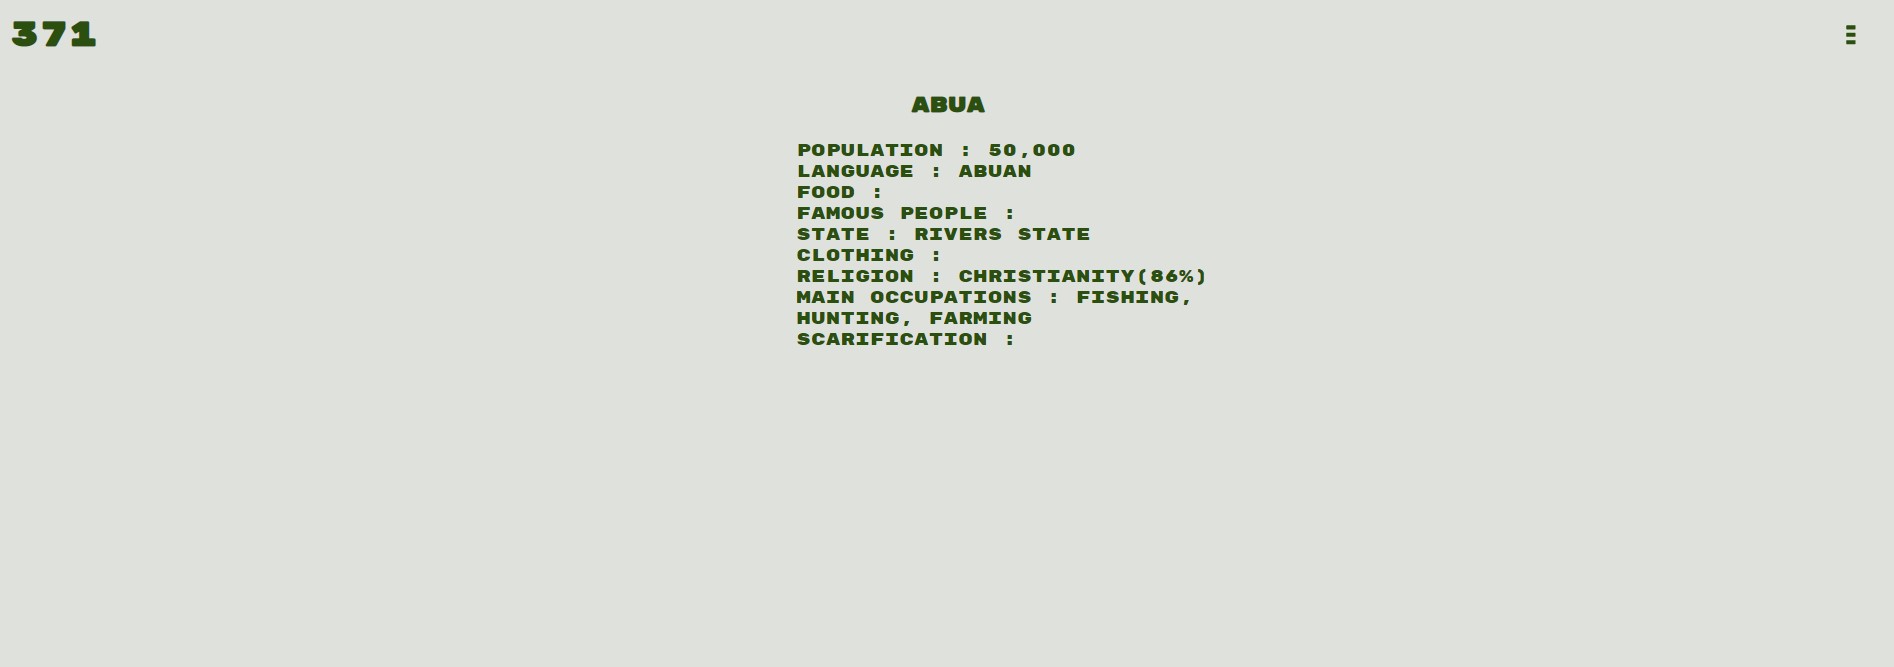 371
ABUA
POPULATION : 50,000
LANGUAGE : ABUAN
FOOD :
FAMOUS PEOPLE :
STATE : RIVERS STATE
CLOTHING :
RELIGION : CHRISTIANITY(86%)
MAIN OCCUPATIONS : FISHING,
HUNTING, FARMING
SCARIFICATION :